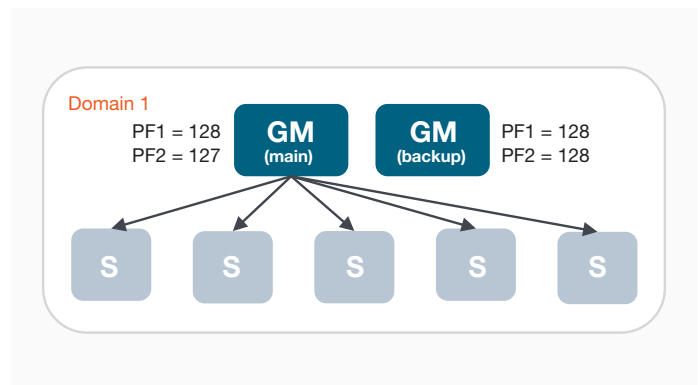 Domain 1
PF1 = 128
PF2 = 127
GM
(main)
GM
(backup)
PF1 = 128
PF2 = 128
S
S
S
S
S